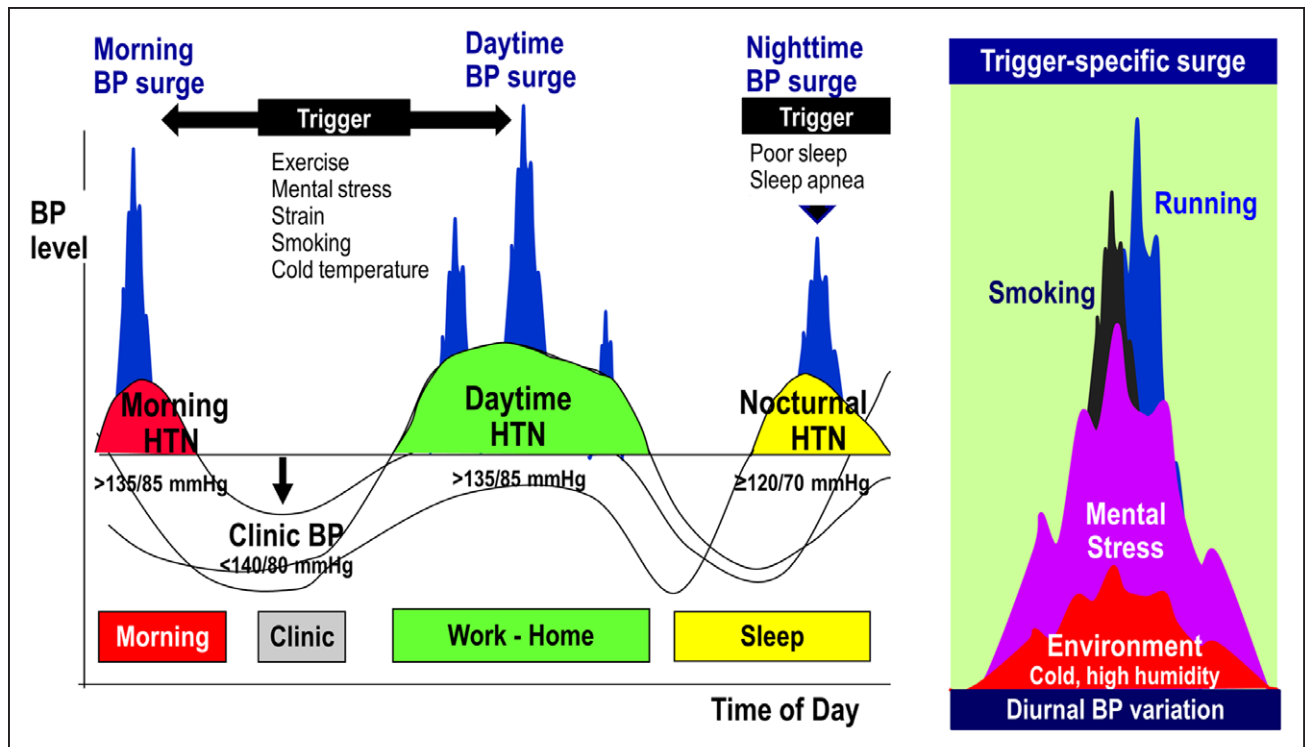 Morning
BP surge
Daytime
BP surge
Nighttime
BP surge
Trigger
Exercise
Mental stress
Strain
Smoking
Cold temperature
Trigger
Poor sleep
Sleep apnea
BP
level
Morning
HTN
>135/85 mmHg
Daytime
HTN
>135/85 mmHg
Nocturnal
HTN
≥120/70 mmHg
Clinic BP
<140/80 mmHg
Morning
Clinic
Work - Home
Sleep
Time of Day
Trigger-specific surge
Running
Smoking
Mental
Stress
Environment
Cold, high humidity
Diurnal BP variation